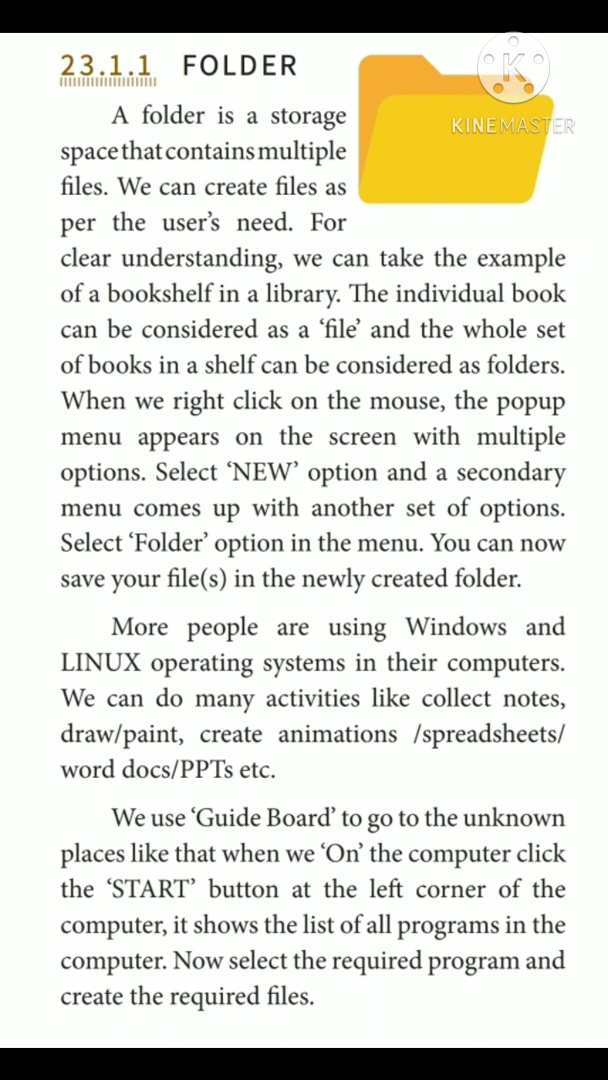 23.1.1 FOLDER
K
KINEMASTER
A folder is a storage
space that contains multiple
files. We can create files as
per the user's need. For
clear understanding, we can take the example
of a bookshelf in a library. The individual book
can be considered as a 'file' and the whole set
of books in a shelf can be considered as folders.
When we right click on the mouse, the popup
menu appears on the screen with multiple
options. Select 'NEW' option and a secondary
menu comes up with another set of options.
Select 'Folder' option in the menu. You can now
save your file(s) in the newly created folder.
More people are using Windows and
LINUX operating systems in their computers.
We can do many activities like collect notes,
draw/paint, create animations /spreadsheets/
word docs/PPTs etc.
We use 'Guide Board' to go to the unknown
places like that when we 'On' the computer click
the 'START' button at the left corner of the
computer, it shows the list of all programs in the
computer. Now select the required program and
create the required files.